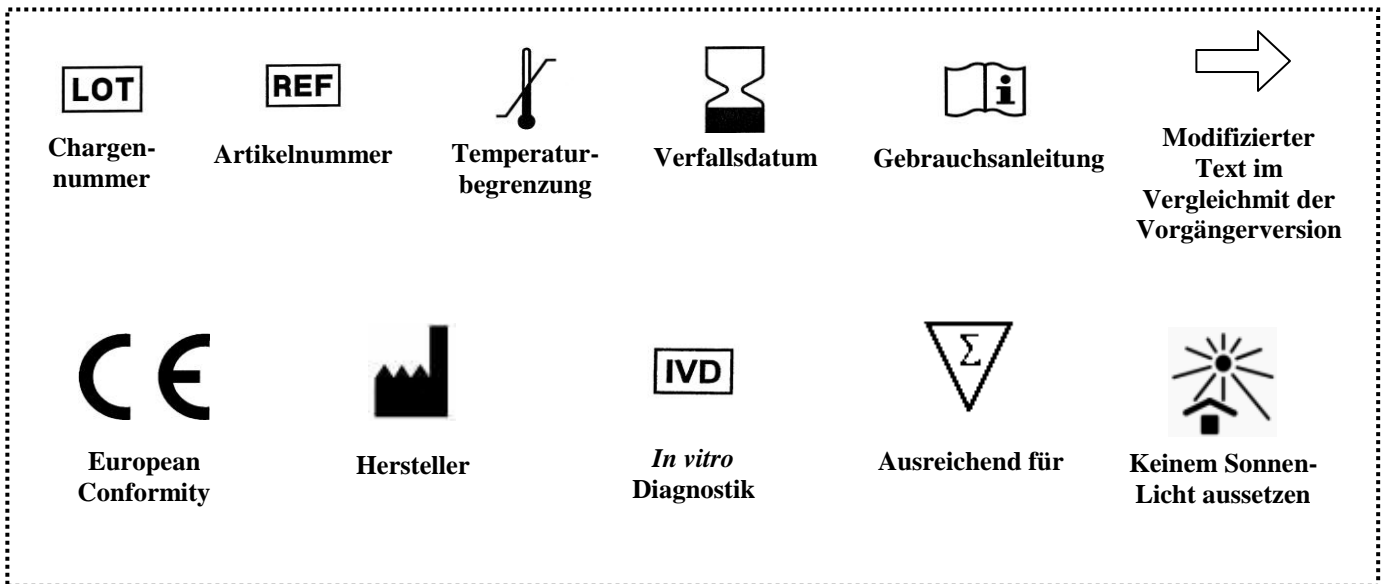 LOT
Chargen-
nummer
REF
Artikelnummer
Temperatur-
begrenzung
Verfallsdatum
i
Gebrauchsanleitung
Modifizierter
Text im
Vergleichmit der
Vorgängerversion
CE
European
Conformity
Hersteller
IVD
In vitro
Diagnostik
Σ
Ausreichend für
Keinem Sonnen-
Licht aussetzen